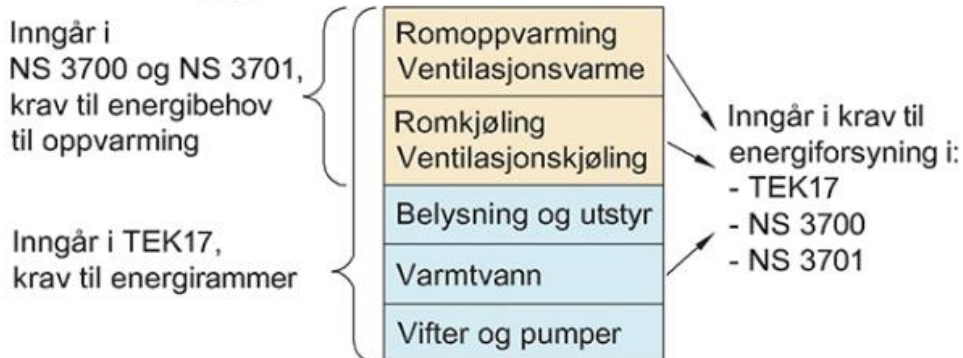 Inngår i
NS 3700 og NS 3701,
krav til energibehov
til oppvarming
Inngår i TEK17,
krav til energirammer
Romoppvarming
Ventilasjonsvarme
Romkjøling
Ventilasjonskjøling
Belysning og utstyr
Varmtvann
Vifter og pumper
Inngår i krav til
energiforsyning i:
- TEK17
- NS 3700
- NS 3701